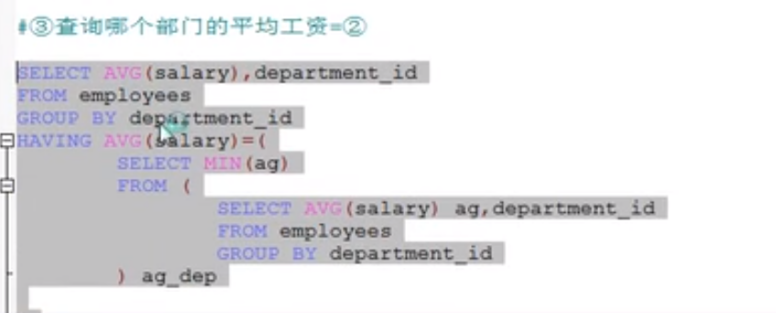 #③查询哪个部门的平均工资=②
SELECT AVG(salary),department_id
FROM employees
GROUP BY department_id
HAVING AVG(salary)=(
SELECT MIN(ag)
FROM (
SELECT AVG(salary) ag,department_id
FROM employees
GROUP BY department_id
) ag_dep